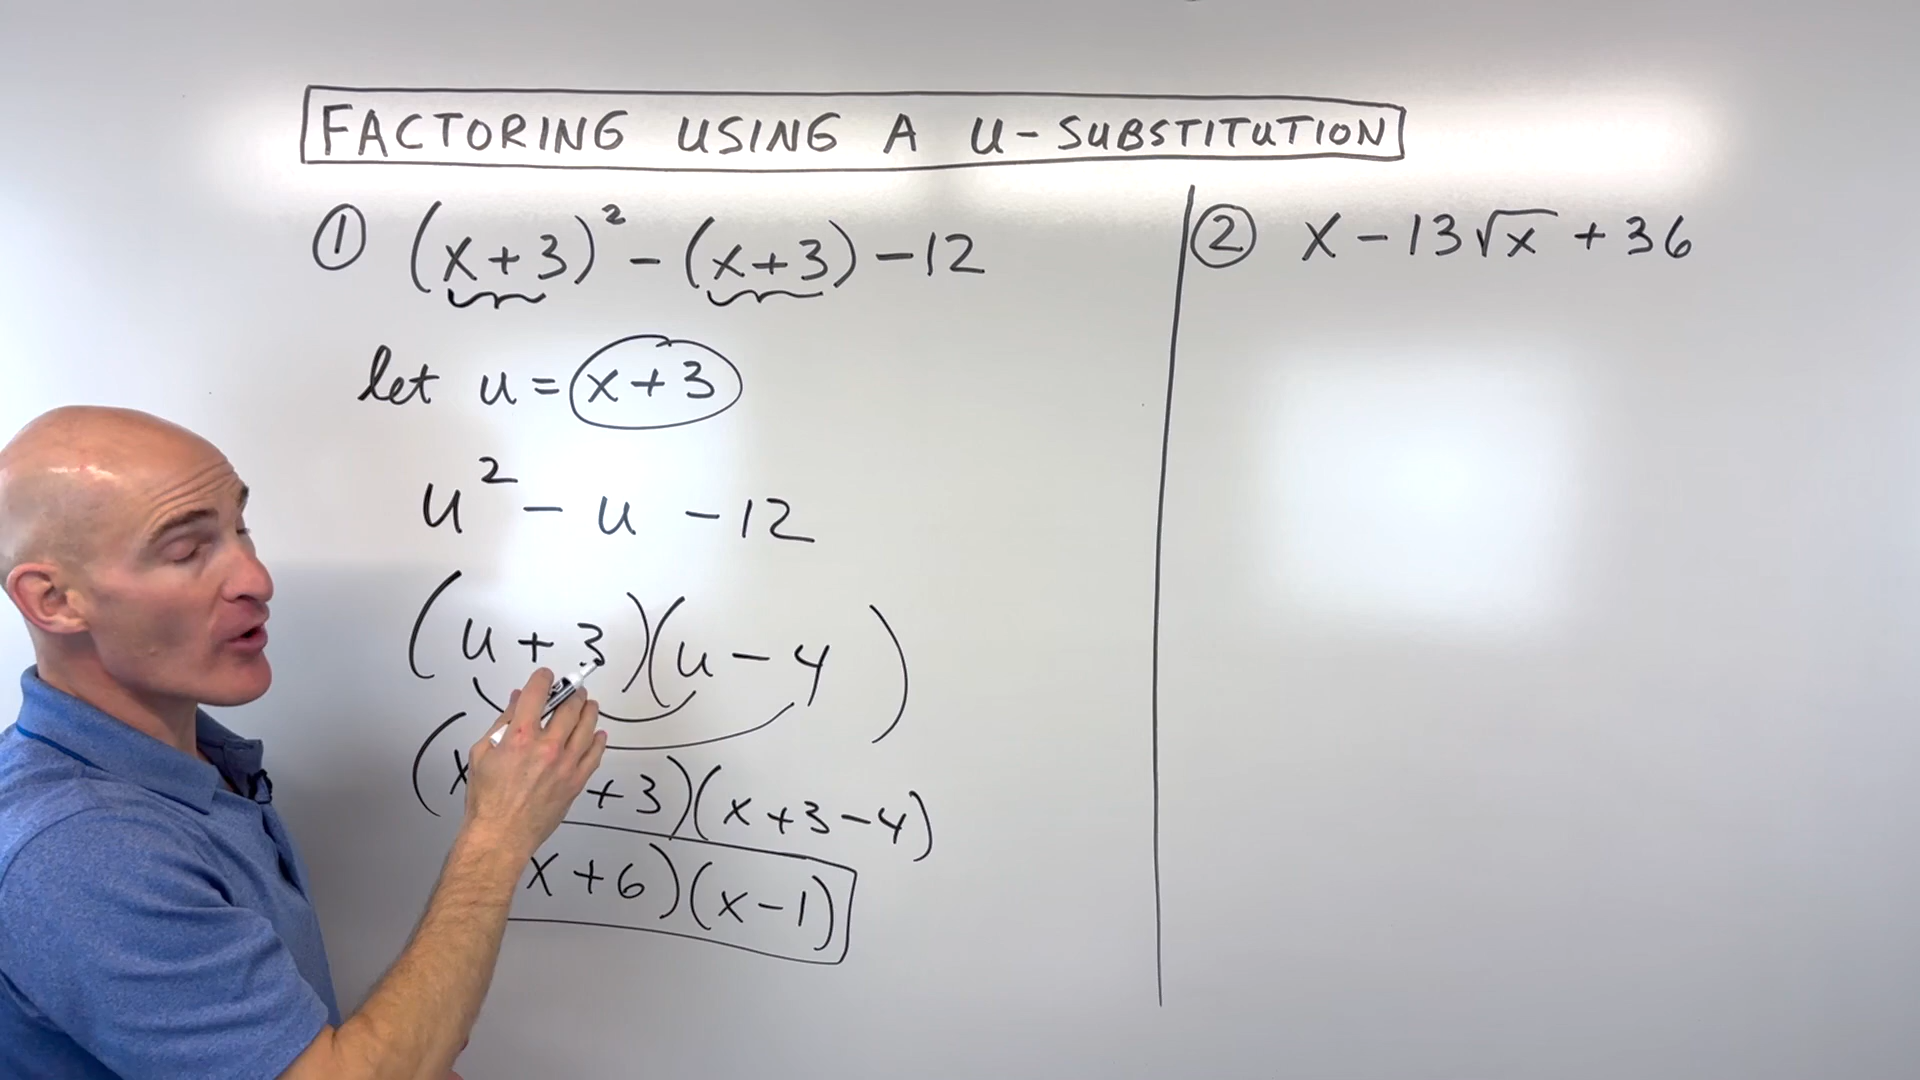 FACTORING USING A U-SUBSTITUTION
① (x+3)² - (x+3) - 12
let u = x+3
u² - u - 12
(u+3)(u-4)
(x +3)(x+3-4)
x+6)(x-1)
② x - 13√x + 36